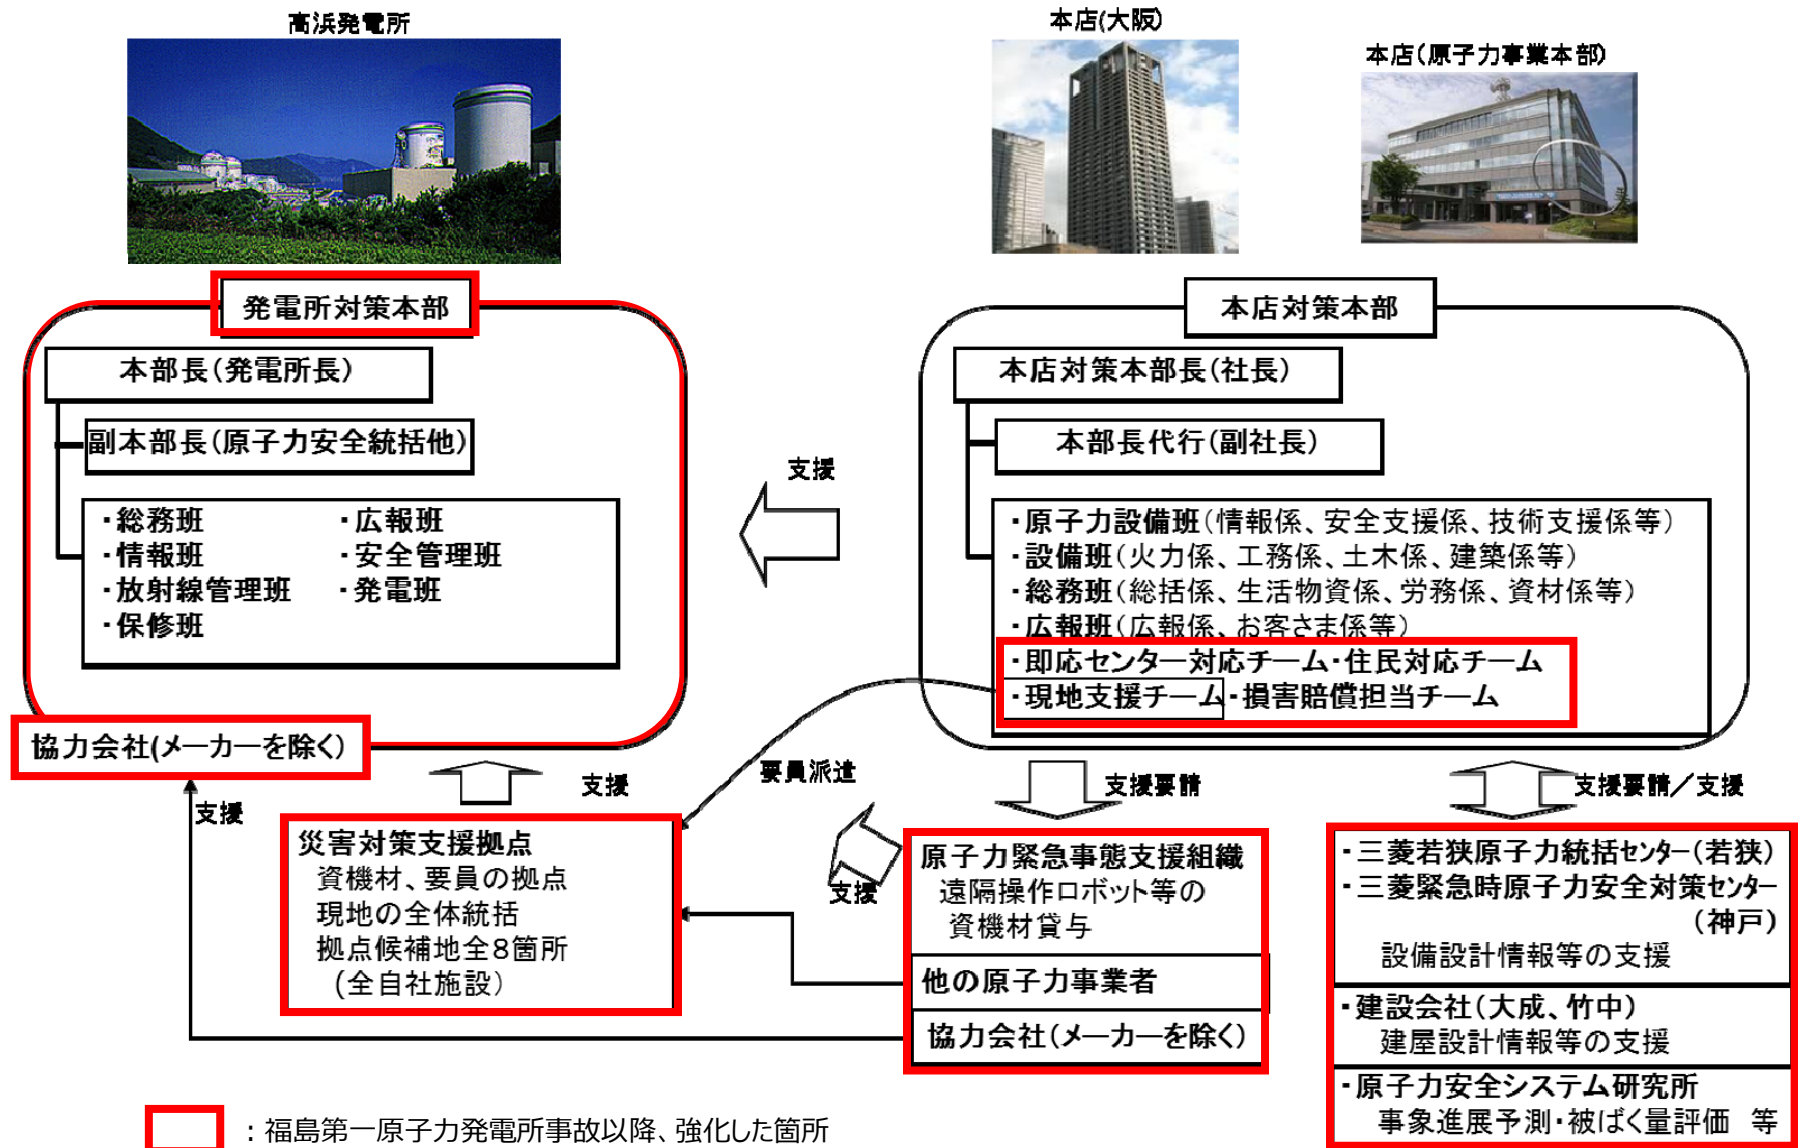 高浜発電所
本店(大阪)
本店(原子力事業本部)
発電所対策本部
本部長(発電所長)
副本部長(原子力安全統括他)
・総務班　・広報班
・情報班　・安全管理班
・放射線管理班　・発電班
・保修班
協力会社(メーカーを除く)
支援
本店対策本部
本店対策本部長(社長)
本部長代行(副社長)
・原子力設備班(情報係、安全支援係、技術支援係等)
・設備班(火力係、工務係、土木係、建築係等)
・総務班(総括係、生活物資係、労務係、資材係等)
・広報班(広報係、お客さま係等)
・即応センター対応チーム・住民対応チーム
・現地支援チーム・損害賠償担当チーム
支援
支援
要員派遣
支援要請
支援要請／支援
災害対策支援拠点
資機材、要員の拠点
現地の全体統括
拠点候補地全8箇所
(全自社施設)
支援
原子力緊急事態支援組織
遠隔操作ロボット等の
資機材貸与
他の原子力事業者
協力会社(メーカーを除く)
・三菱若狭原子力統括センター(若狭)
・三菱緊急時原子力安全対策センター
(神戸)
設備設計情報等の支援
・建設会社(大成、竹中)
建屋設計情報等の支援
・原子力安全システム研究所
事象進展予測・被ばく量評価　等
：福島第一原子力発電所事故以降、強化した箇所